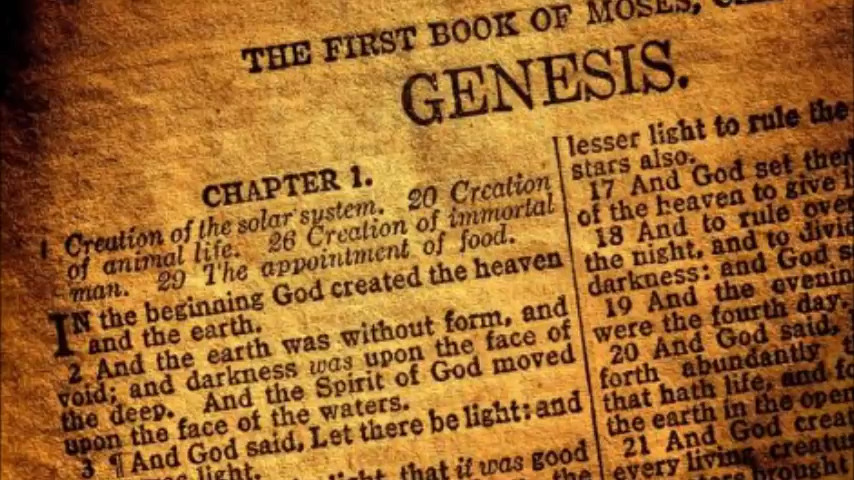 THE FIRST BOOK OF MOSES,
GENESIS.
CHAPTER 1.
1 Creation of the solar system. 20 Creation
of animal life. 26 Creation of immortal
man. 29 The appointment of food.
IN the beginning God created the heaven
and the earth.
2 And the earth was without form, and
void; and darkness was upon the face of
the deep. And the Spirit of God moved
upon the face of the waters.
3 ¶ And God said, Let there be light: and
light.
light, that it was good
the
lesser light to rule the
stars also.
17 And God set
of the heaven to give
18 And to rule over
the night, and to
darkness: and God
19 And the
were the fourth day.
20 And God said,
forth abundantly
that hath life, and
the earth in the open
21 And God
every living
brought